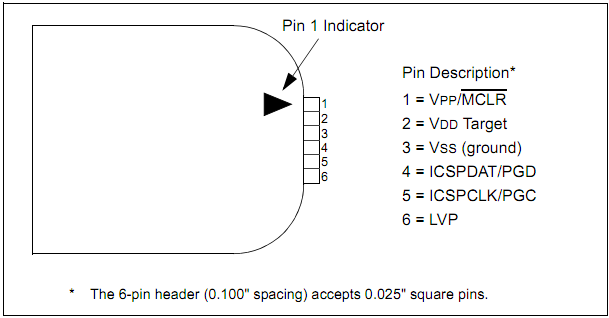 Pin 1 Indicator
Pin Description*
1 = VPP/MCLR
2 = VDD Target
3 = VSS (ground)
4 = ICSPDAT/PGD
5 = ICSPCLK/PGC
6 = LVP
1
2
3
4
5
6
* The 6-pin header (0.100" spacing) accepts 0.025" square pins.